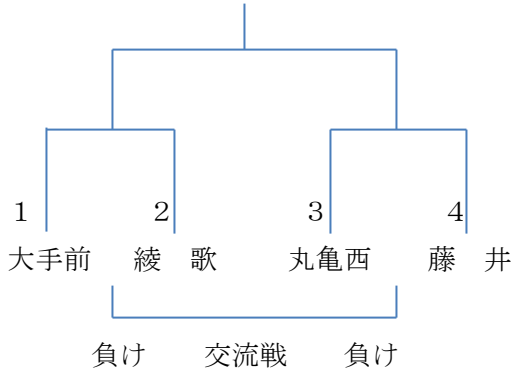 １ ２ ３ ４
大手前 綾　歌 丸亀西 藤　井
負け 交流戦 負け